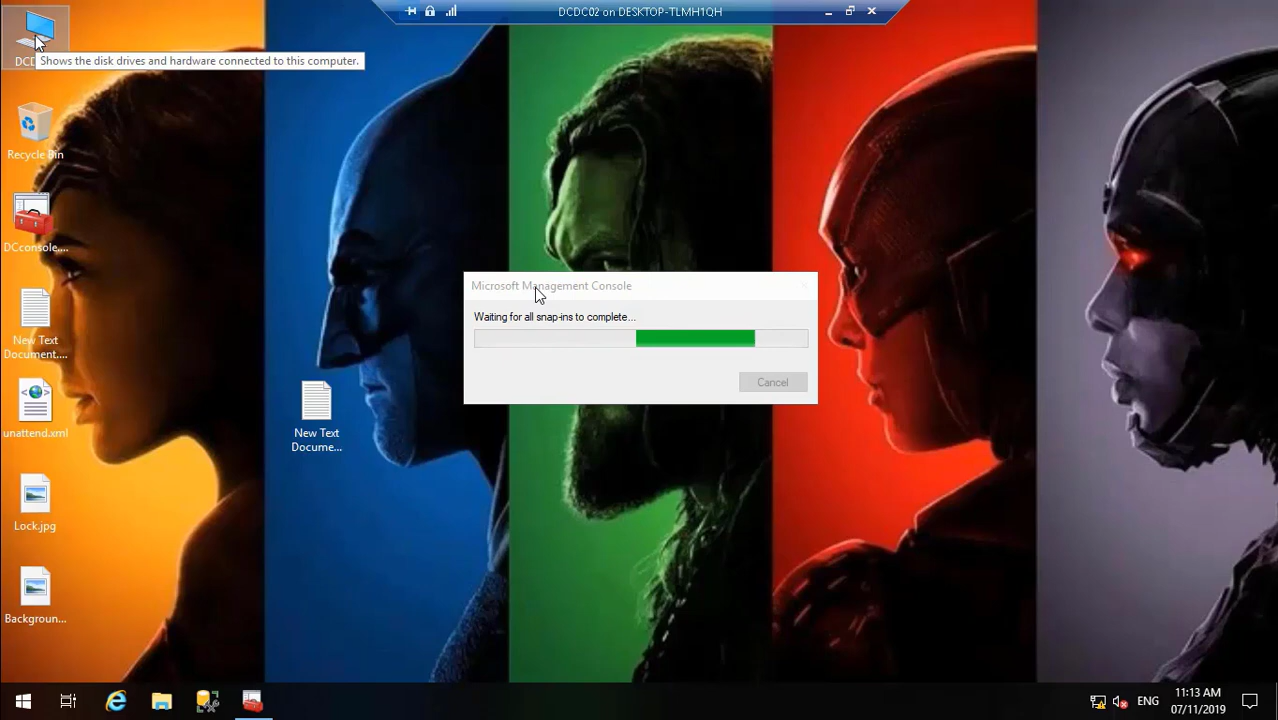 DCDC02 on DESKTOP-TLMH1QH
Shows the disk drives and hardware connected to this computer.
Recycle Bin
DCconsole....
New Text
Document....
unattend.xml
Lock.jpg
Backgroun...
New Text
Docume...
Microsoft Management Console
Waiting for all snap-ins to complete...
Cancel
ENG
11:13 AM
07/11/2019